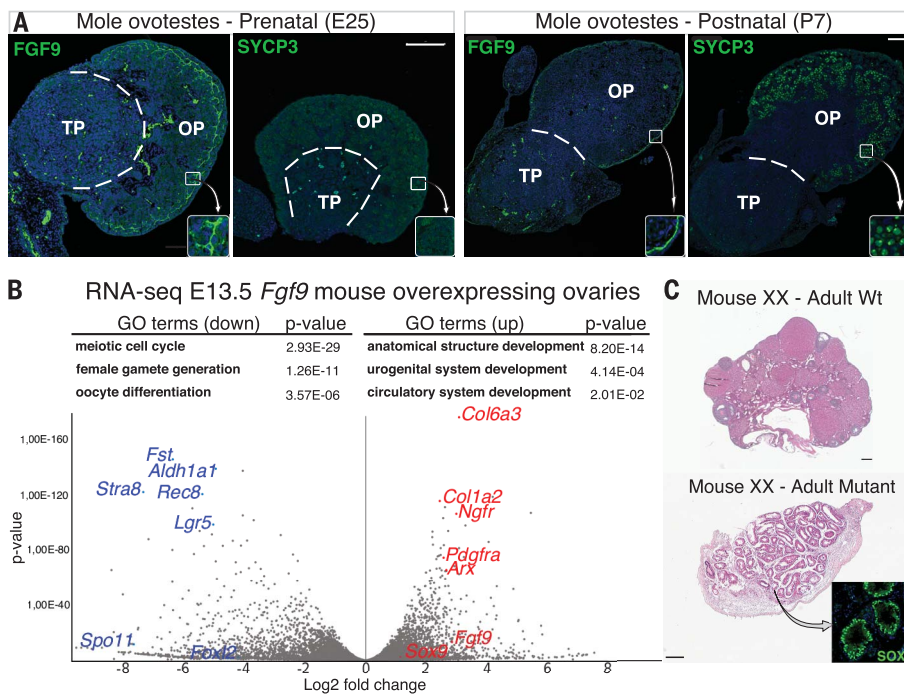 A
Mole ovotestes - Prenatal (E25)
Mole ovotestes - Postnatal (P7)
FGF9
SYCP3
FGF9
SYCP3
TP
OP
OP
TP
OP
TP
OP
TP
B
RNA-seq E13.5 Fgf9 mouse overexpressing ovaries
GO terms (down) p-value
meiotic cell cycle 2.93E-29
female gamete generation 1.26E-11
oocyte differentiation 3.57E-06
GO terms (up) p-value
anatomical structure development 8.20E-14
urogenital system development 4.14E-04
circulatory system development 2.01E-02
p-value
1,00E-160
1,00E-120
1,00E-80
1,00E-40
Fst
Aldh1a1
Stra8
Rec8
Lgr5
Spo11
Foxl2
Col6a3
Col1a2
Ngfr
Pdgfra
Arx
Fgf9
Sox9
-8 -6 -4 -2 0 2 4 6 8
Log2 fold change
C
Mouse XX - Adult Wt
Mouse XX - Adult Mutant
SOX